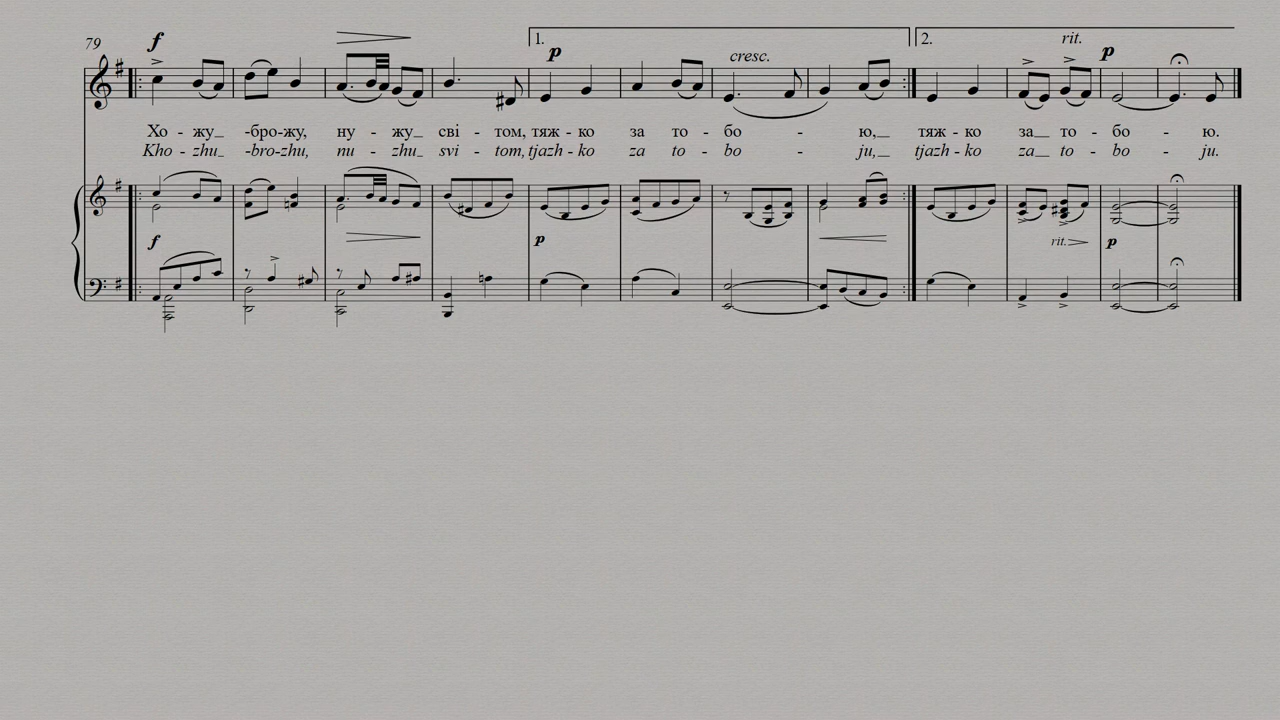 79
f
1.
p
cresc.
2.
rit.
p
Хо - жу_ -бро-жу, ну - жу_ сві - том, тяж - ко за то - бо - ю,_ тяж - ко за_ то - бо - ю.
Kho - zhu_ -bro-zhu, nu - zhu_ svi - tom, tjazh - ko za to - bo - ju,_ tjazh - ko za_ to - bo - ju.
f
p
rit.
p